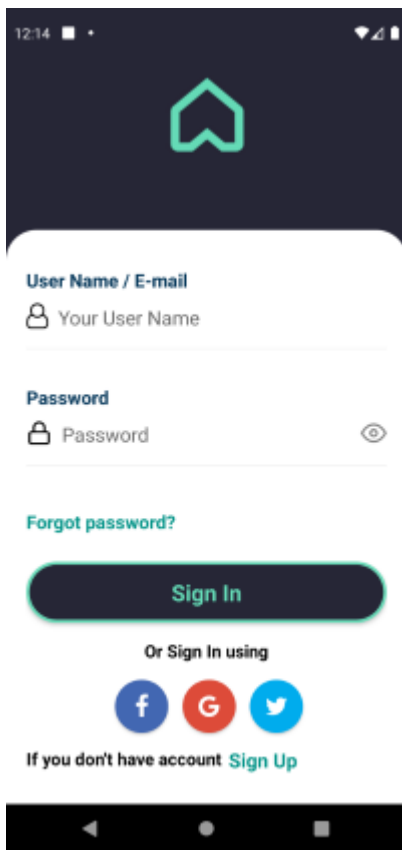 12:14
User Name / E-mail
Your User Name
Password
Password
Forgot password?
Sign In
Or Sign In using
f G
If you don't have account Sign Up